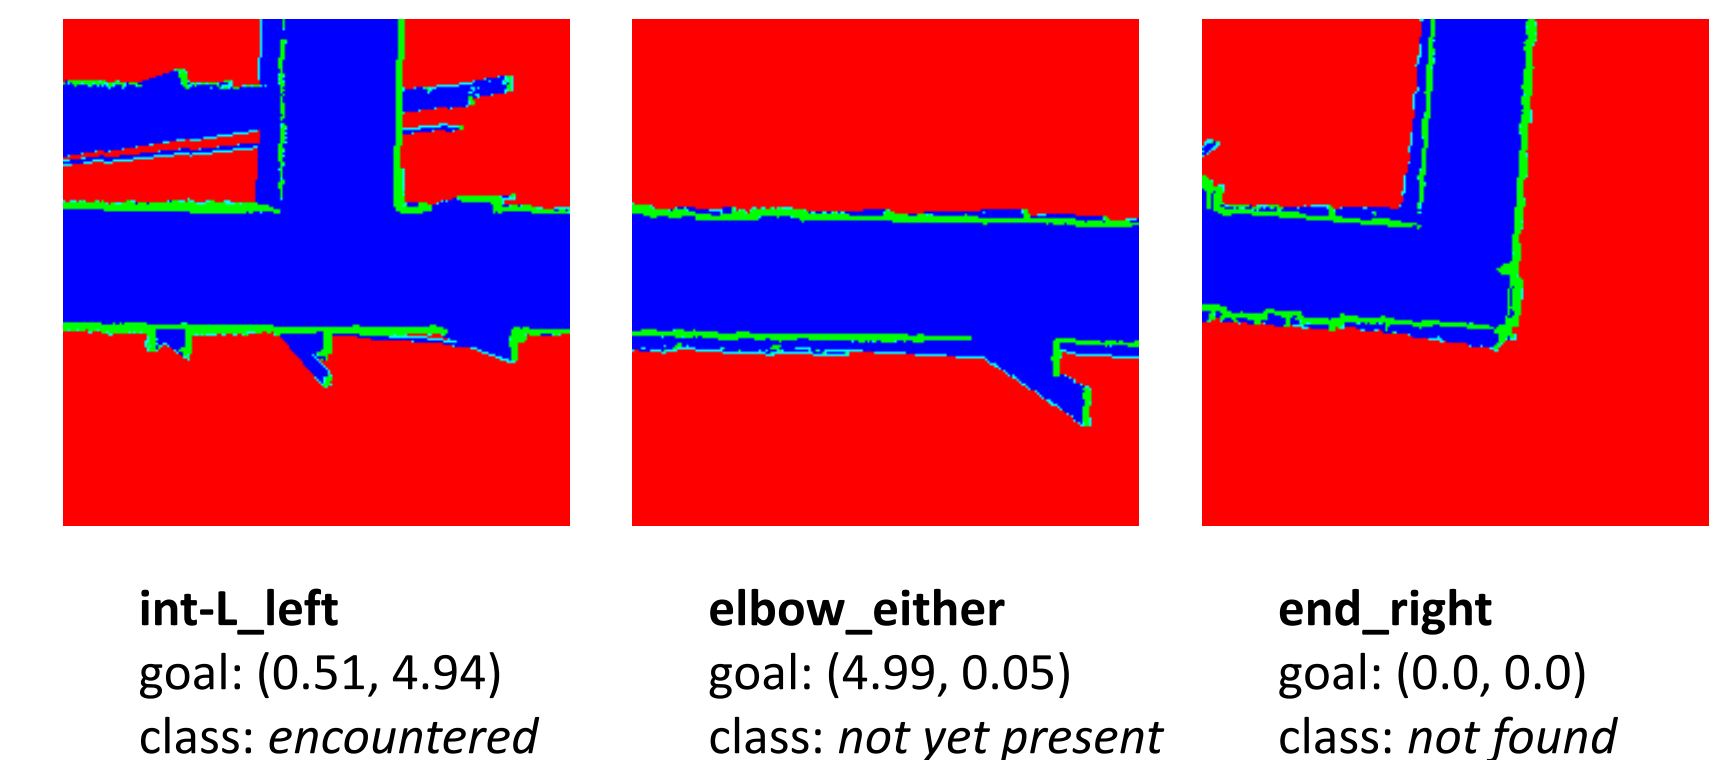 int-L_left
goal: (0.51, 4.94)
class: encountered
elbow_either
goal: (4.99, 0.05)
class: not yet present
end_right
goal: (0.0, 0.0)
class: not found